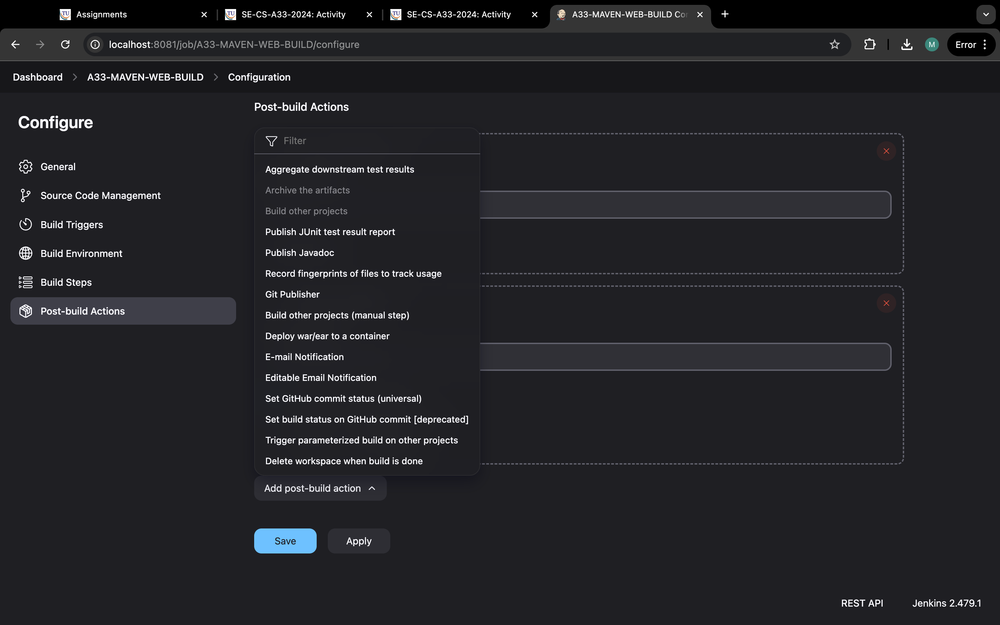 Assignments
SE-CS-A33-2024: Activity
SE-CS-A33-2024: Activity
A33-MAVEN-WEB-BUILD Cor
localhost:8081/job/A33-MAVEN-WEB-BUILD/configure
M
Error
Dashboard
A33-MAVEN-WEB-BUILD
Configuration
Configure
General
Source Code Management
Build Triggers
Build Environment
Build Steps
Post-build Actions
Post-build Actions
Filter
Aggregate downstream test results
Archive the artifacts
Build other projects
Publish JUnit test result report
Publish Javadoc
Record fingerprints of files to track usage
Git Publisher
Build other projects (manual step)
Deploy war/ear to a container
E-mail Notification
Editable Email Notification
Set GitHub commit status (universal)
Set build status on GitHub commit [deprecated]
Trigger parameterized build on other projects
Delete workspace when build is done
Add post-build action
Save
Apply
REST API
Jenkins 2.479.1